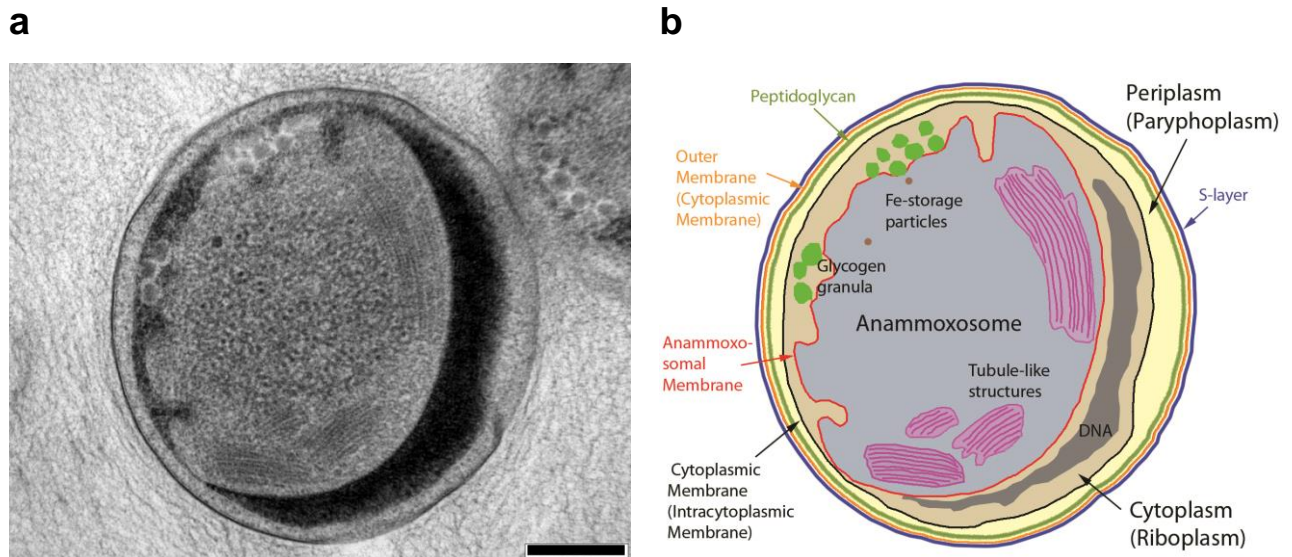 a
b
Peptidoglycan
Periplasm
(Paryphoplasm)
Outer
Membrane
(Cytoplasmic
Membrane)
Fe-storage
particles
S-layer
Glycogen
granula
Anammoxosome
Anammoxo-
somal
Membrane
Tubule-like
structures
DNA
Cytoplasmic
Membrane
(Intracytoplasmic
Membrane)
Cytoplasm
(Riboplasm)